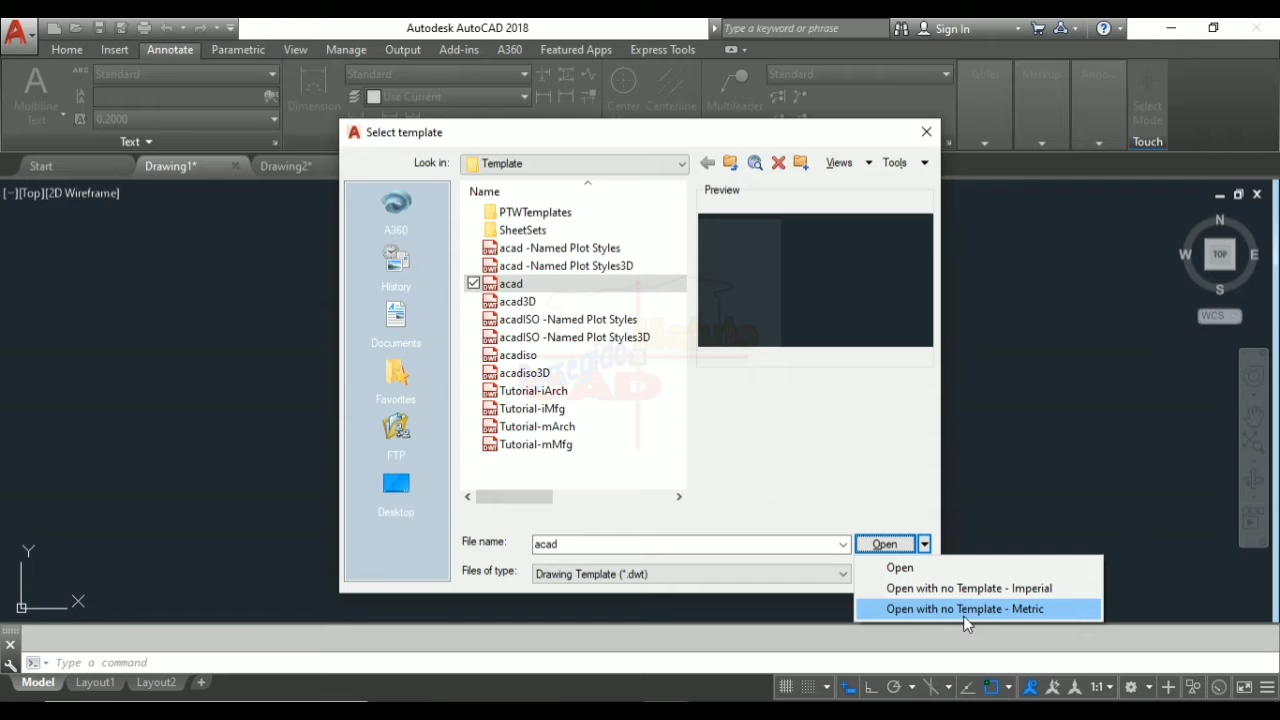 Autodesk AutoCAD 2018
Type a keyword or phrase
Sign In
Home Insert Annotate Parametric View Manage Output Add-ins A360 Featured Apps Express Tools
Multiline Text
Standard
0.2000
Text
Dimension
Standard
Use Current
Center Centerline
Multileader
Standard
Tables
Markup
Anno...
Select Mode
Touch
Start Drawing1* Drawing2*
[−][Top][2D Wireframe]
Select template
Look in: Template
Views Tools
A360
History
Documents
Favorites
FTP
Desktop
Name
PTWTemplates
SheetSets
acad -Named Plot Styles
acad -Named Plot Styles3D
acad
acad3D
acadISO -Named Plot Styles
acadISO -Named Plot Styles3D
acadiso
acadiso3D
Tutorial-iArch
Tutorial-iMfg
Tutorial-mArch
Tutorial-mMfg
Preview
File name: acad
Files of type: Drawing Template (*.dwt)
Open
Open
Open with no Template - Imperial
Open with no Template - Metric
N
W TOP E
S
WCS
Y
X
Type a command
Model Layout1 Layout2 +
1:1